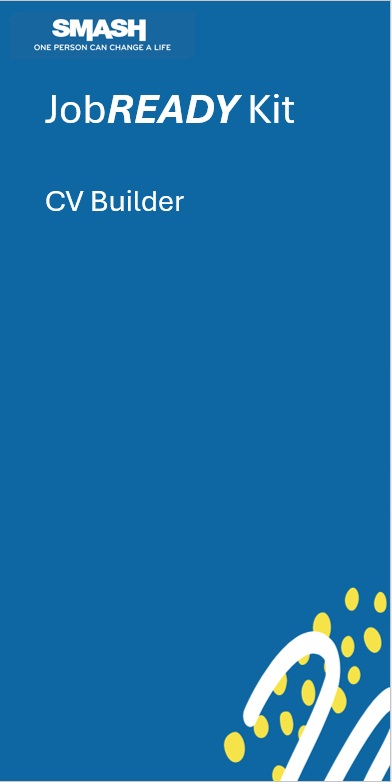 SMASH
ONE PERSON CAN CHANGE A LIFE
JobREADY Kit
CV Builder